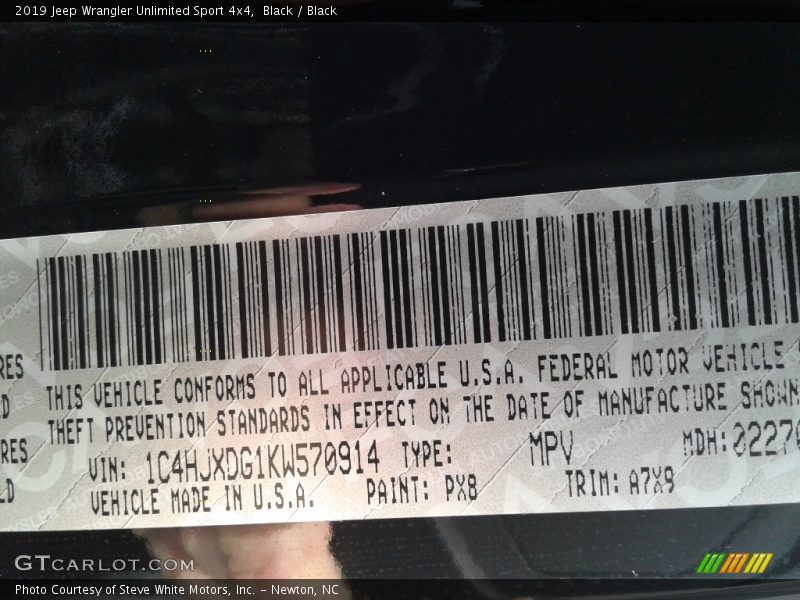 2019 Jeep Wrangler Unlimited Sport 4x4,  Black / Black
THIS VEHICLE CONFORMS TO ALL APPLICABLE U.S.A. FEDERAL MOTOR VEHICLE
THEFT PREVENTION STANDARDS IN EFFECT ON THE DATE OF MANUFACTURE SHOWN
VIN: 1C4HJXDG1KW570914 TYPE: MPV MDH: 02270
VEHICLE MADE IN U.S.A. PAINT: PX8 TRIM: A7X9
GTCARLOT.COM
Photo Courtesy of Steve White Motors, Inc. – Newton, NC